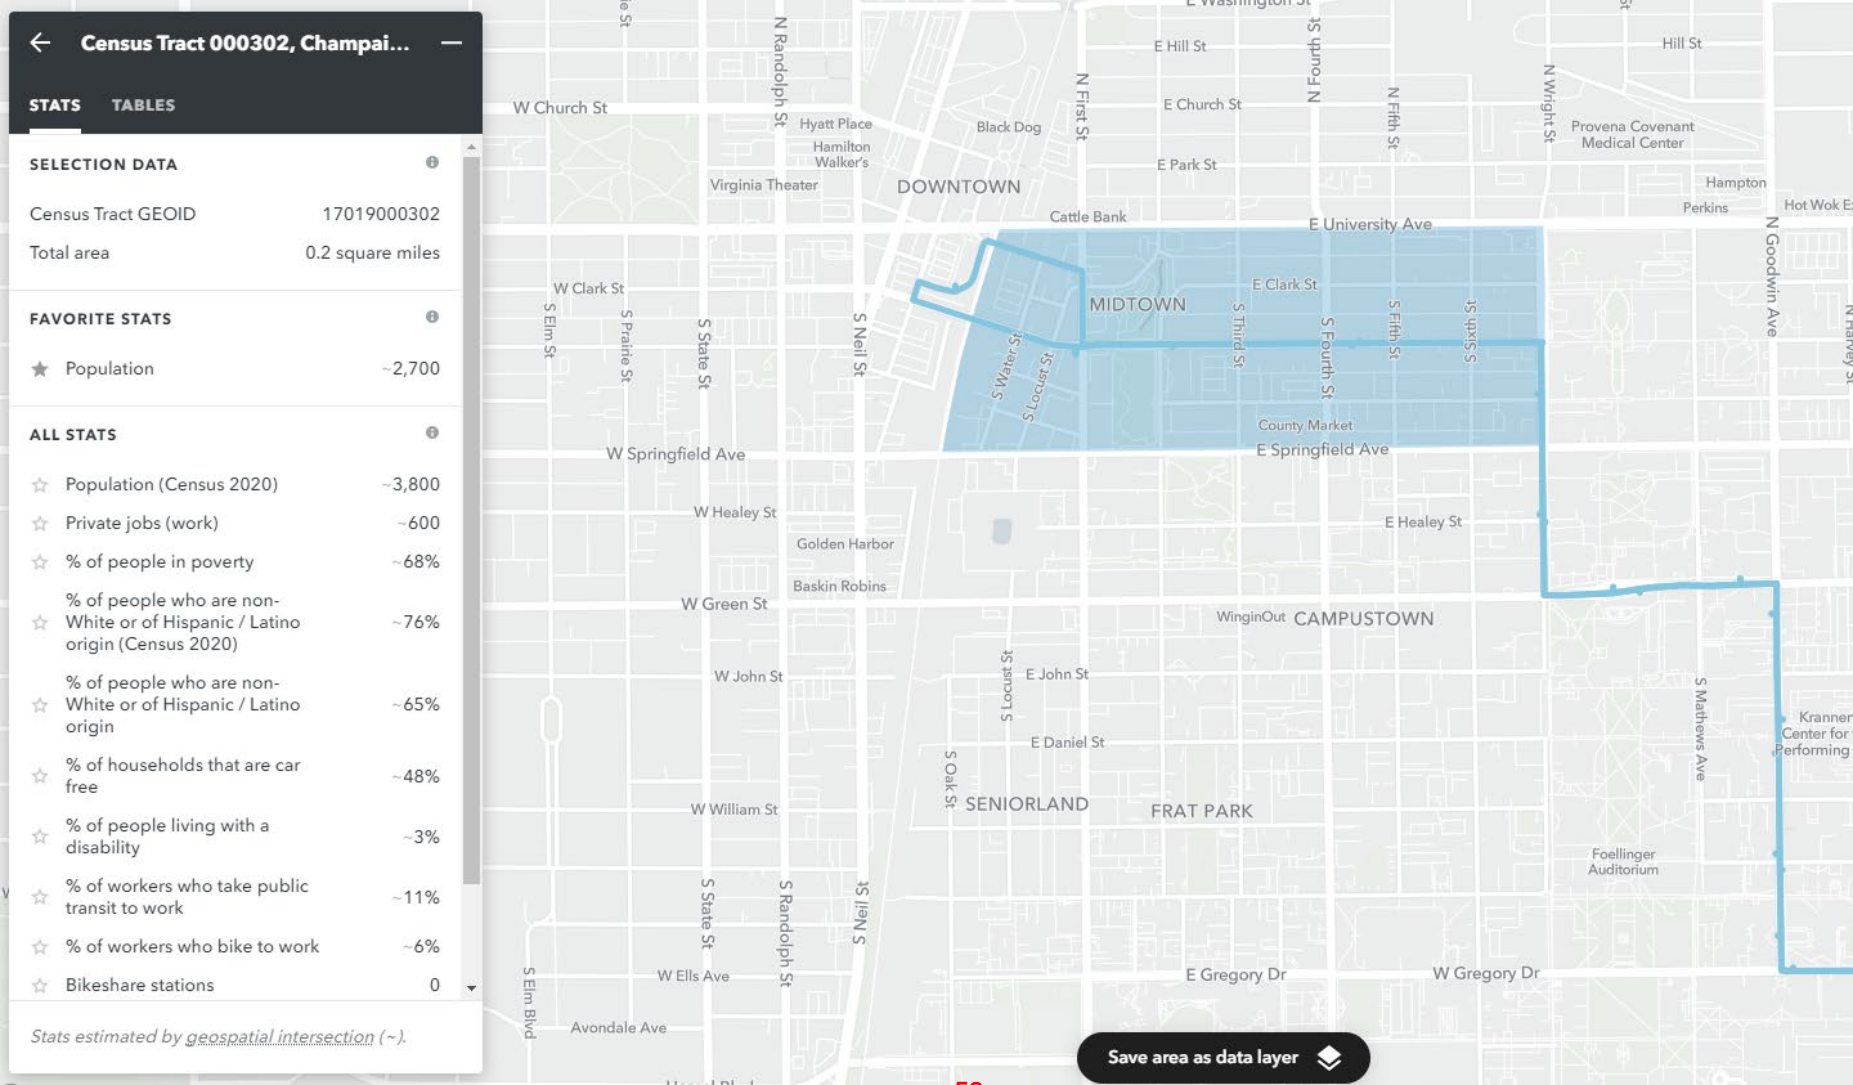 Census Tract 000302, Champai...
STATS
TABLES
SELECTION DATA
Census Tract GEOID 17019000302
Total area 0.2 square miles
FAVORITE STATS
Population ~2,700
ALL STATS
Population (Census 2020) ~3,800
Private jobs (work) ~600
% of people in poverty ~68%
% of people who are non-
White or of Hispanic / Latino ~76%
origin (Census 2020)
% of people who are non-
White or of Hispanic / Latino ~65%
origin
% of households that are car
free ~48%
% of people living with a
disability ~3%
% of workers who take public
transit to work ~11%
% of workers who bike to work ~6%
Bikeshare stations 0
Stats estimated by geospatial intersection (~).
E Washington St
E Hill St
Hill St
N Randolph St
N First St
N Fourth St
N Fifth St
N Wright St
W Church St
E Church St
Hyatt Place
Hamilton
Walker's
Black Dog
Provena Covenant
Medical Center
E Park St
Virginia Theater
DOWNTOWN
Hampton
Perkins
Hot Wok E
Cattle Bank
E University Ave
N Goodwin Ave
W Clark St
E Clark St
MIDTOWN
S Elm St
S Prairie St
S State St
S Neil St
S Water St
S Locust St
S Third St
S Fourth St
S Fifth St
S Sixth St
N Harvey St
County Market
W Springfield Ave
E Springfield Ave
W Healey St
E Healey St
Golden Harbor
Baskin Robins
W Green St
WinginOut
CAMPUSTOWN
W John St
S Locust St
E John St
S Mathews Ave
Kranner
Center for
Performing
E Daniel St
S Oak St
W William St
SENIORLAND
FRAT PARK
Foellinger
Auditorium
S State St
S Randolph St
S Neil St
W Ells Ave
E Gregory Dr
W Gregory Dr
S Elm Blvd
Avondale Ave
Save area as data layer